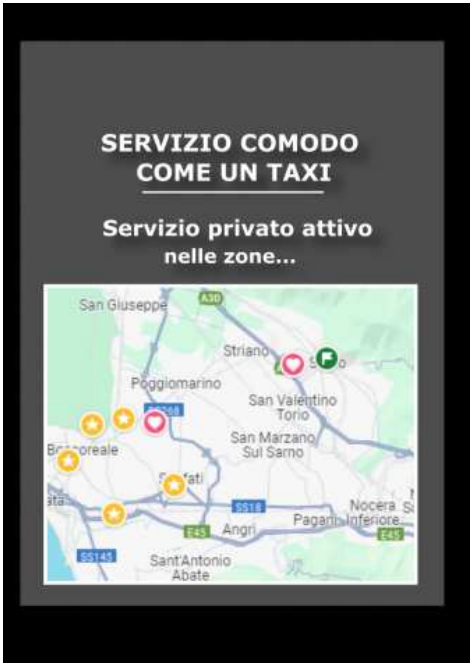 SERVIZIO COMODO
COME UN TAXI
Servizio privato attivo
nelle zone...
San Giuseppe
A30
Striano
Poggiomarino
San Valentino
Torio
San Marzano
Sul Sarno
SS18
Nocera
Pagani
Inferiore
E45
Angri
E45
SS145
Sant'Antonio
Abate